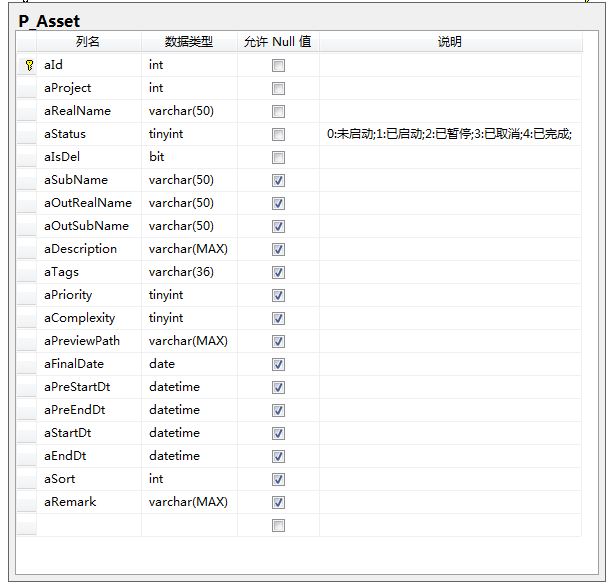 P_Asset
列名 数据类型 允许 Null 值 说明
aId int
aProject int
aRealName varchar(50)
aStatus tinyint 0:未启动;1:已启动;2:已暂停;3:已取消;4:已完成;
aIsDel bit
aSubName varchar(50)
aOutRealName varchar(50)
aOutSubName varchar(50)
aDescription varchar(MAX)
aTags varchar(36)
aPriority tinyint
aComplexity tinyint
aPreviewPath varchar(MAX)
aFinalDate date
aPreStartDt datetime
aPreEndDt datetime
aStartDt datetime
aEndDt datetime
aSort int
aRemark varchar(MAX)